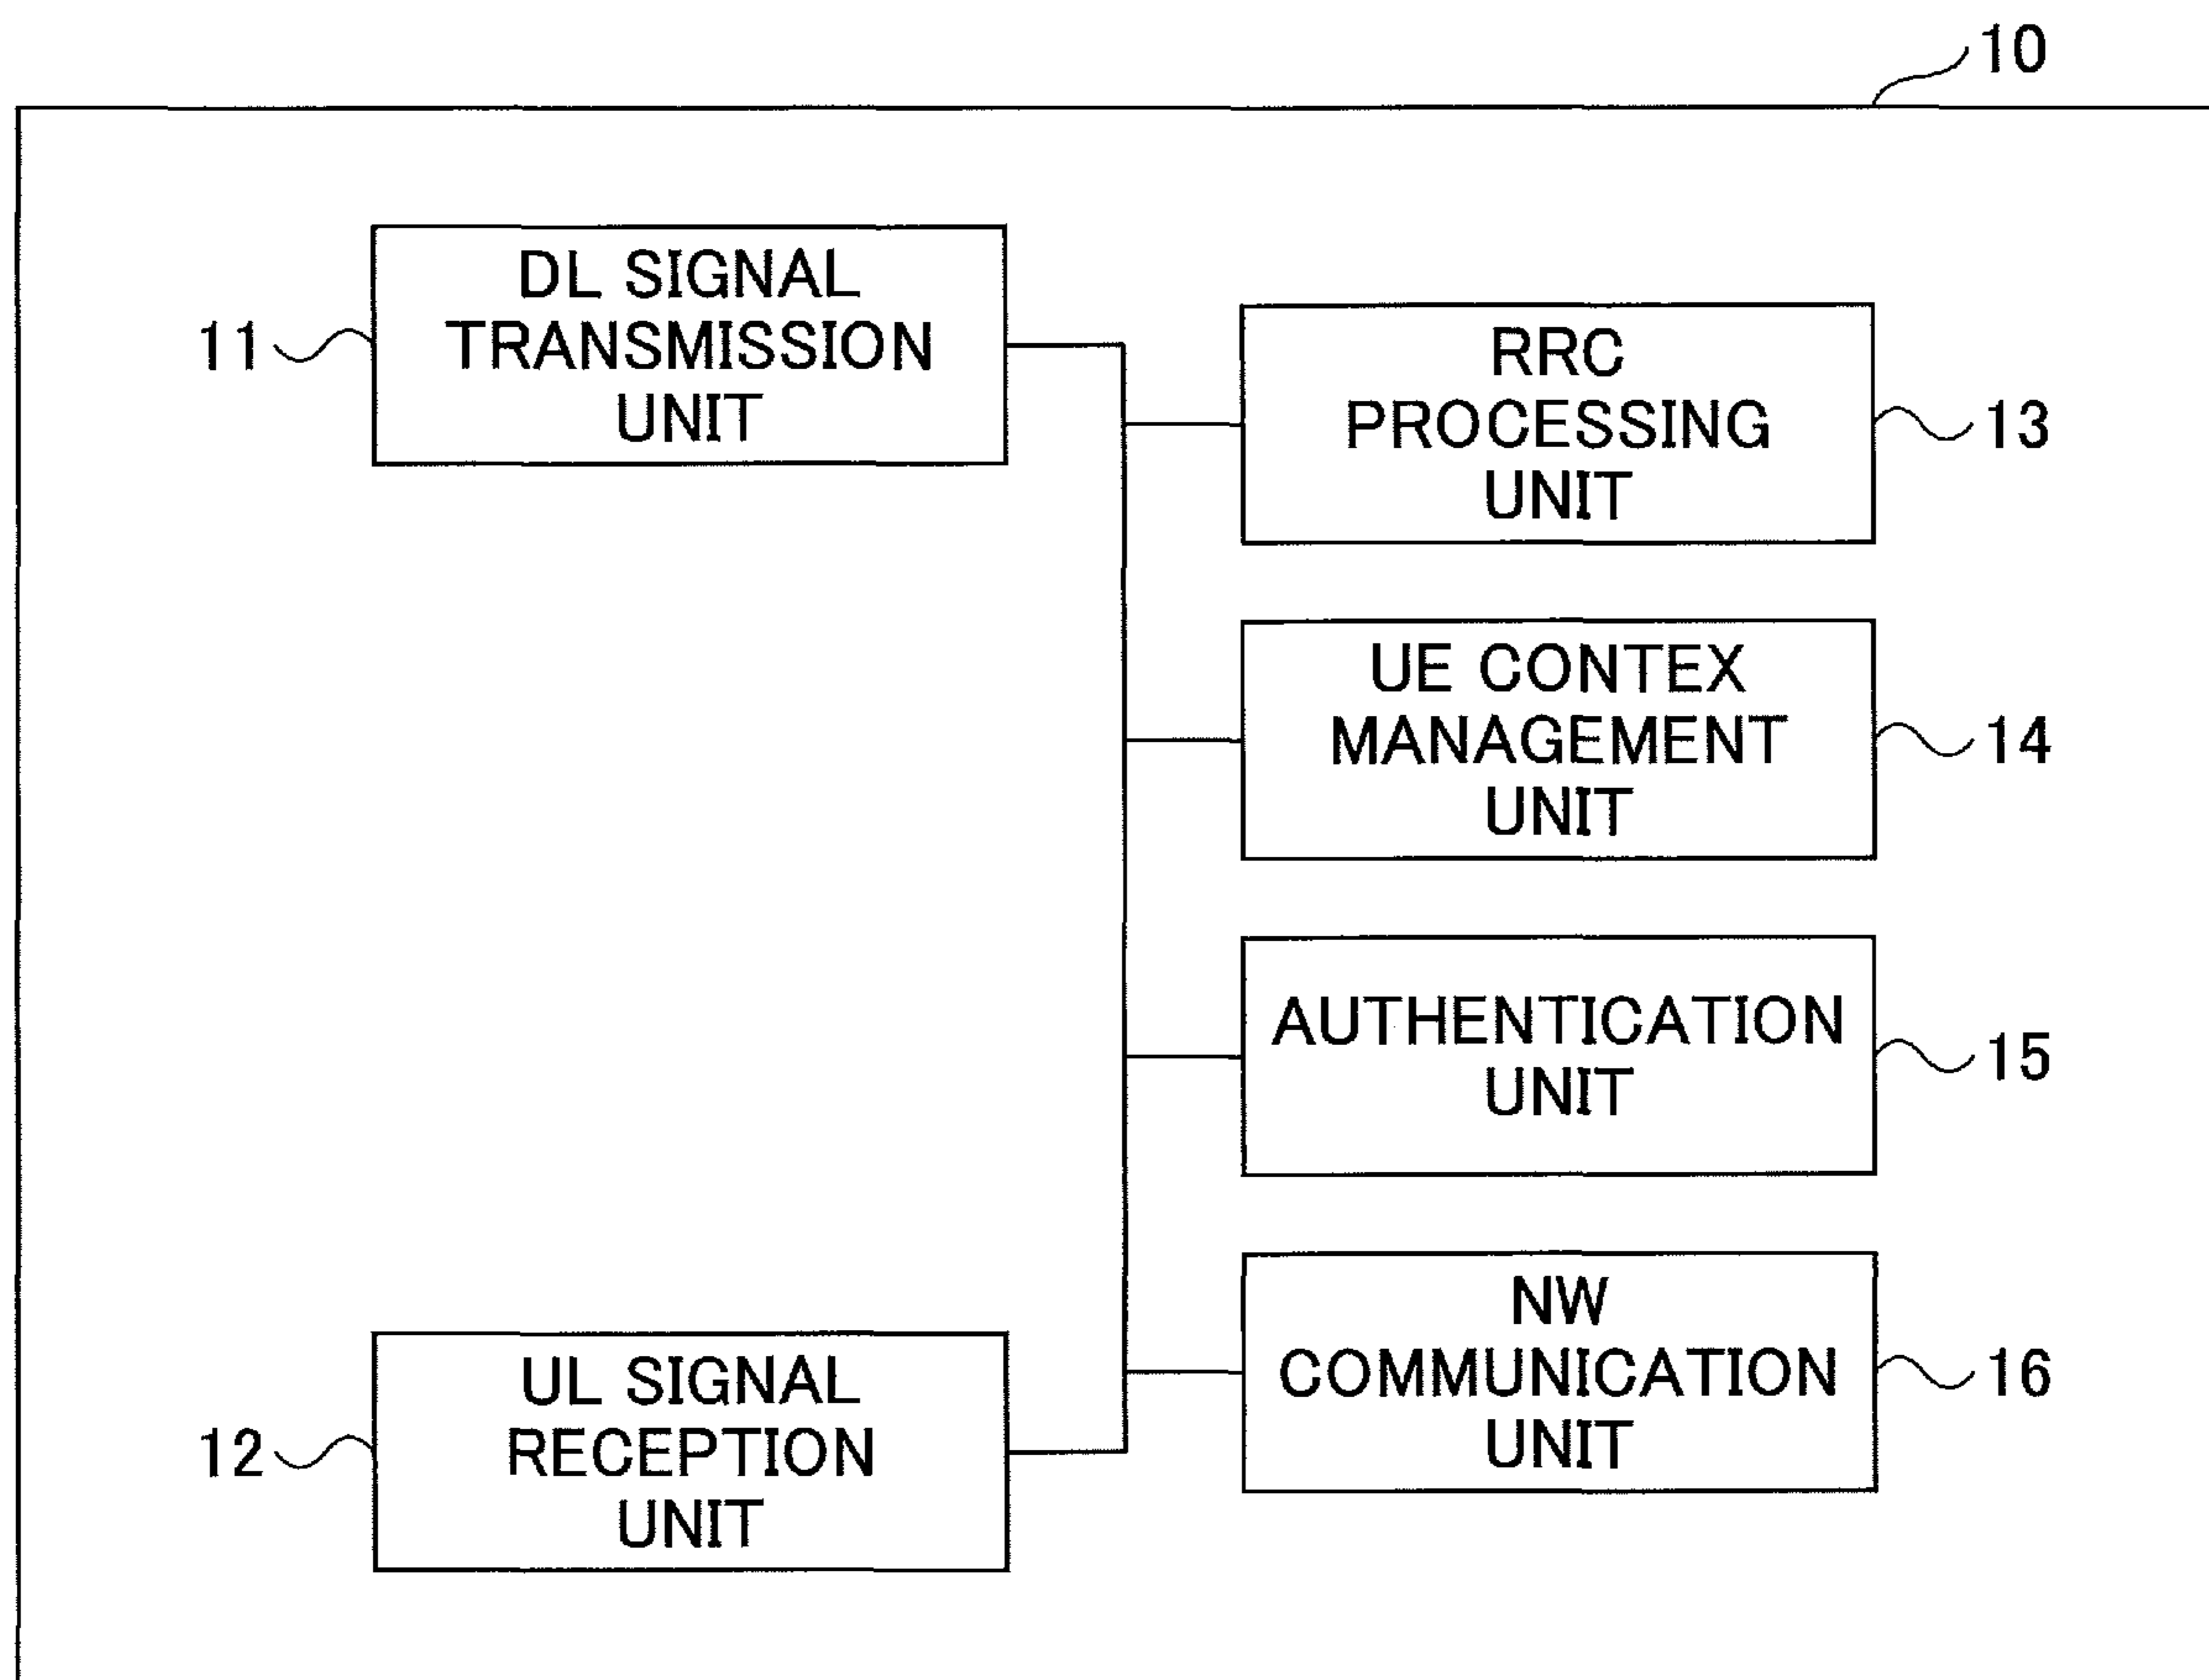 10
DL SIGNAL
TRANSMISSION
UNIT
11
RRC
PROCESSING
UNIT
13
UE CONTEX
MANAGEMENT
UNIT
14
AUTHENTICATION
UNIT
15
NW
COMMUNICATION
UNIT
16
UL SIGNAL
RECEPTION
UNIT
12